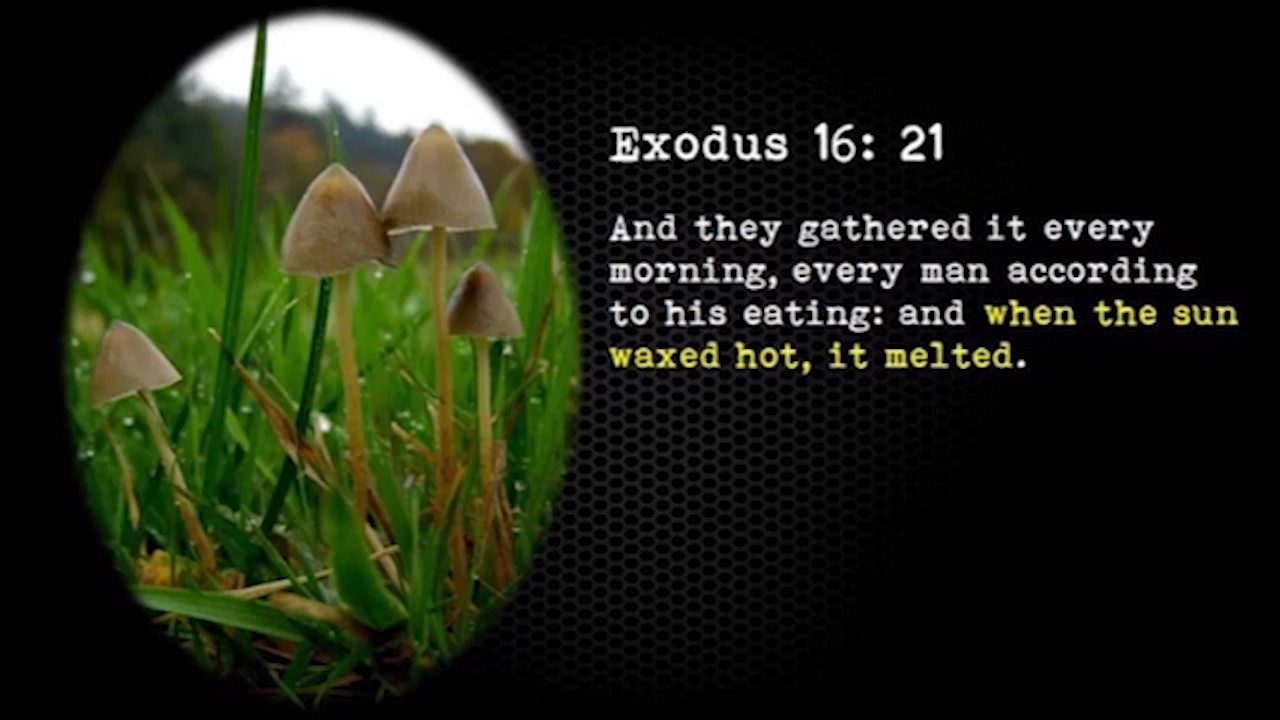 Exodus 16: 21
And they gathered it every
morning, every man according
to his eating: and when the sun
waxed hot, it melted.